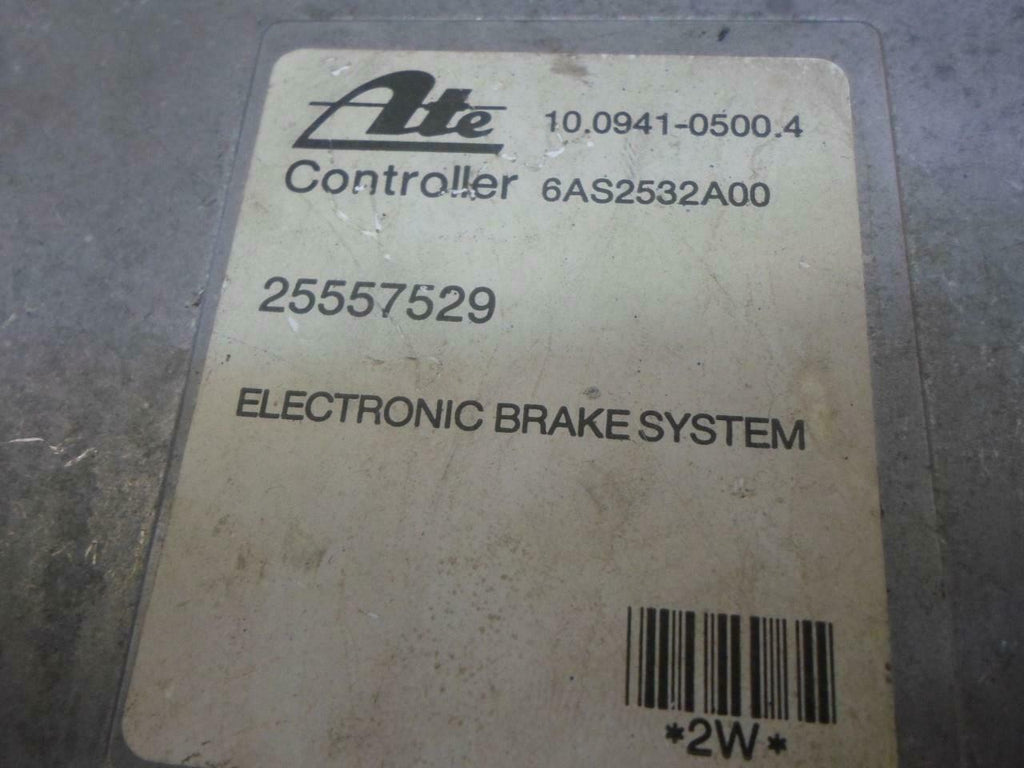 Ate 10.0941-0500.4
Controller 6AS2532A00
25557529
ELECTRONIC BRAKE SYSTEM
*2W*